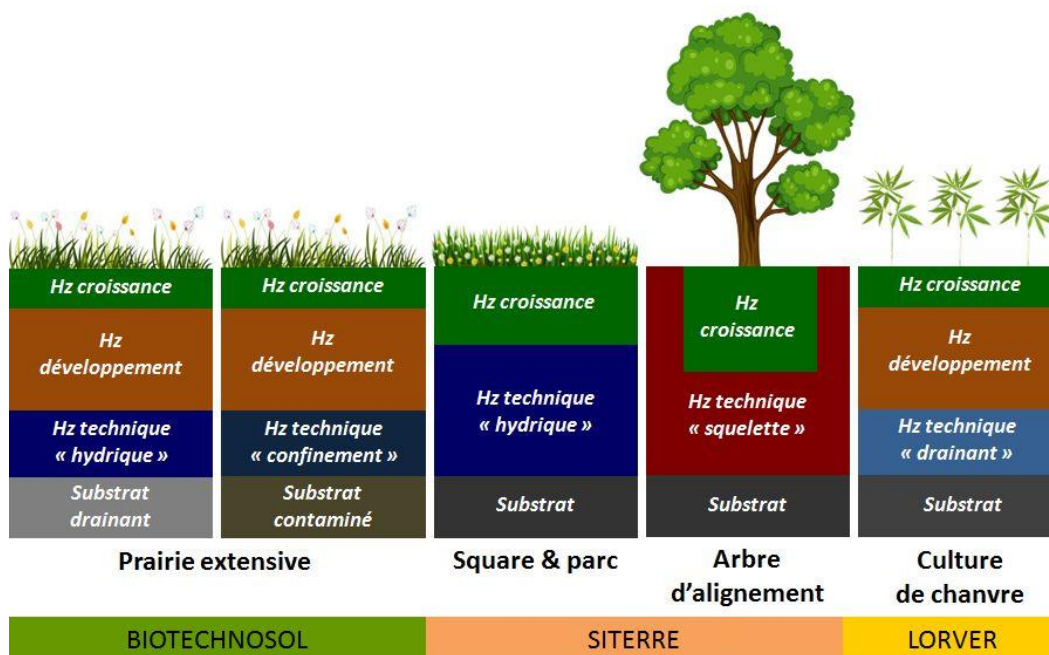 Hz croissance
Hz
développement
Hz technique
« hydrique »
Substrat
drainant
Hz croissance
Hz
développement
Hz technique
« confinement »
Substrat
contaminé
Prairie extensive
Hz croissance
Hz technique
« hydrique »
Substrat
Square & parc
Hz
croissance
Hz technique
« squelette »
Substrat
Arbre
d'alignement
Hz croissance
Hz
développement
Hz technique
« drainant »
Substrat
Culture
de chanvre
BIOTECHNOSOL
SITERRE
LORVER